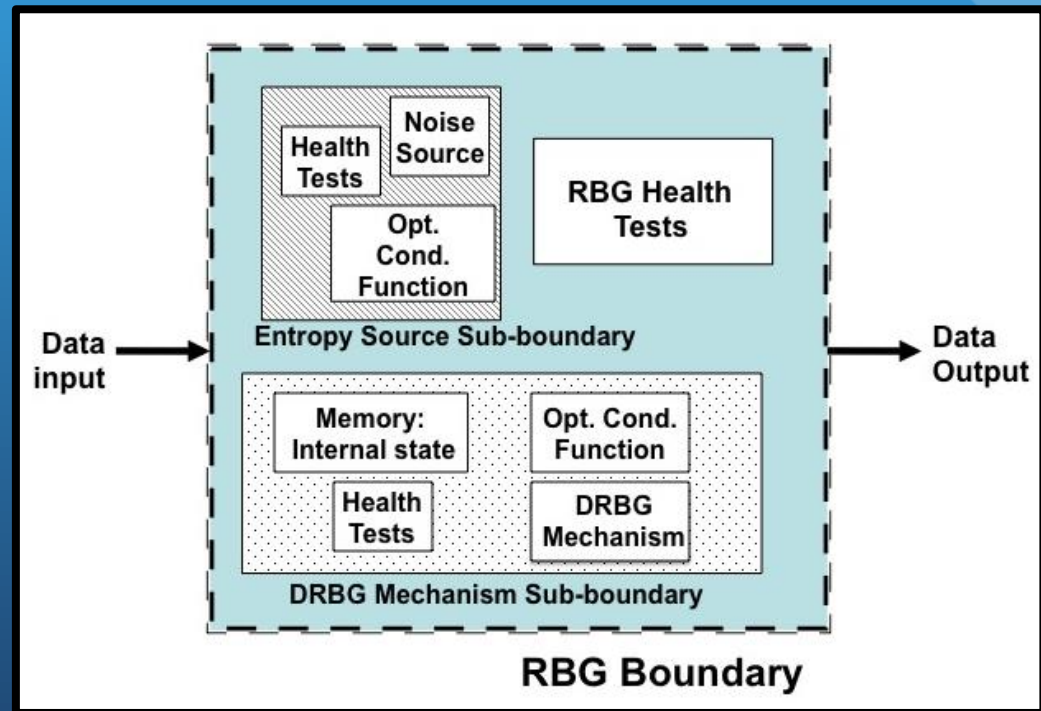 Noise
Source
Health
Tests
Opt.
Cond.
Function
RBG Health
Tests
Entropy Source Sub-boundary
Data
input
Data
Output
Memory:
Internal state
Opt. Cond.
Function
Health
Tests
DRBG
Mechanism
DRBG Mechanism Sub-boundary
RBG Boundary